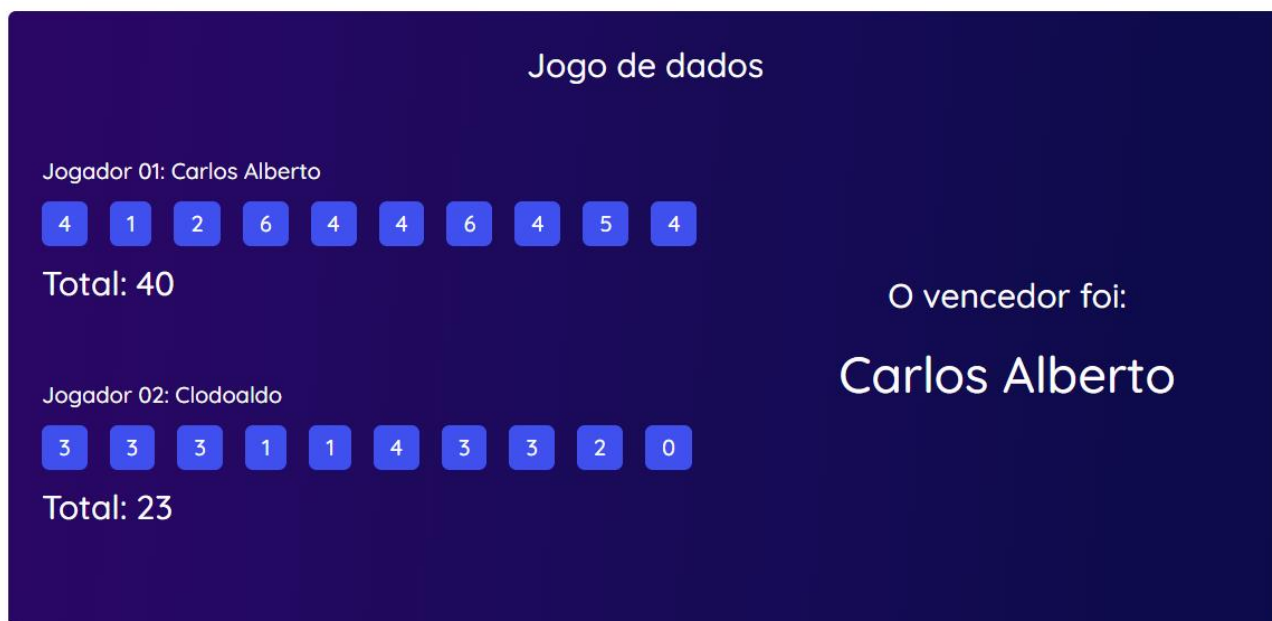 Jogo de dados
Jogador 01: Carlos Alberto
4 1 2 6 4 4 6 4 5 4
Total: 40
Jogador 02: Clodoaldo
3 3 3 1 1 4 3 3 2 0
Total: 23
O vencedor foi:
Carlos Alberto